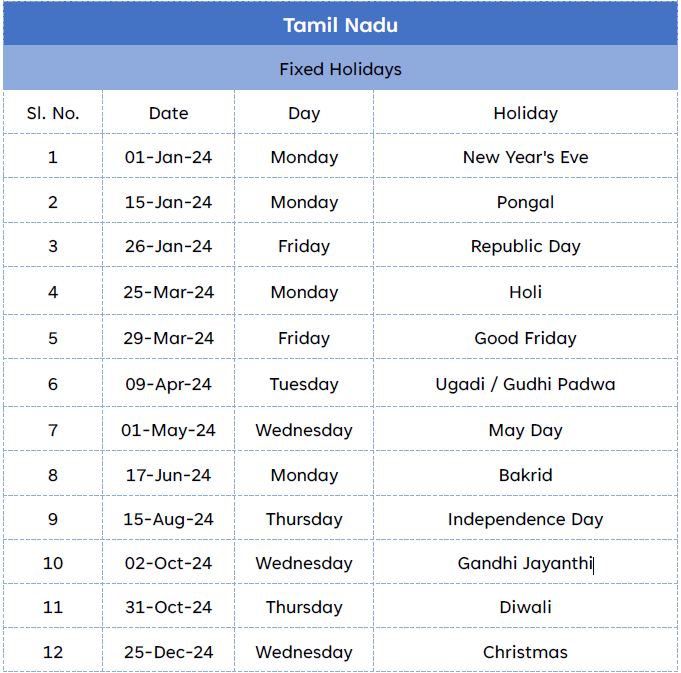 Tamil Nadu
Fixed Holidays
Sl. No. Date Day Holiday
1 01-Jan-24 Monday New Year's Eve
2 15-Jan-24 Monday Pongal
3 26-Jan-24 Friday Republic Day
4 25-Mar-24 Monday Holi
5 29-Mar-24 Friday Good Friday
6 09-Apr-24 Tuesday Ugadi / Gudhi Padwa
7 01-May-24 Wednesday May Day
8 17-Jun-24 Monday Bakrid
9 15-Aug-24 Thursday Independence Day
10 02-Oct-24 Wednesday Gandhi Jayanthi
11 31-Oct-24 Thursday Diwali
12 25-Dec-24 Wednesday Christmas